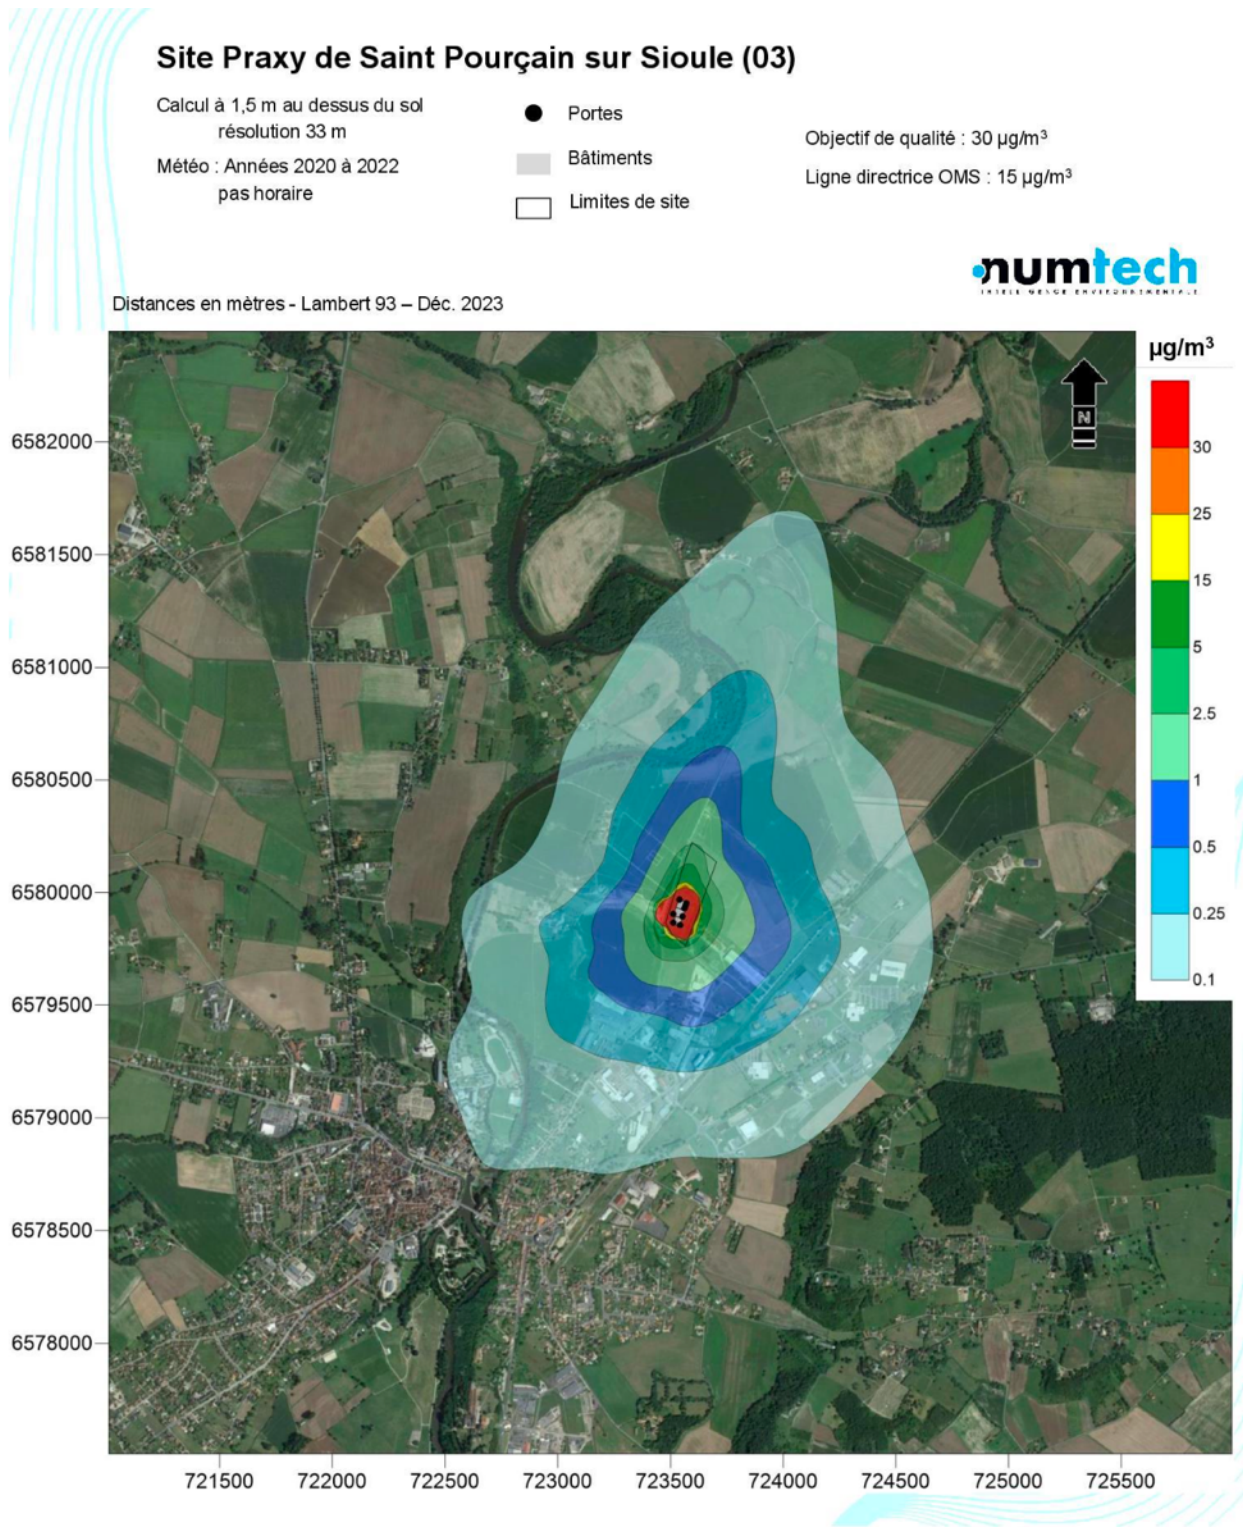 Site Praxy de Saint Pourçain sur Sioule (03)
Calcul à 1,5 m au dessus du sol
résolution 33 m
Météo : Années 2020 à 2022
pas horaire
Portes
Bâtiments
Limites de site
Objectif de qualité : 30 µg/m³
Ligne directrice OMS : 15 µg/m³
numtech
INTELLIGENCE ENVIRONNEMENTALE
Distances en mètres - Lambert 93 – Déc. 2023
µg/m³
N
30
25
15
5
2.5
1
0.5
0.25
0.1
6582000
6581500
6581000
6580500
6580000
6579500
6579000
6578500
6578000
721500 722000 722500 723000 723500 724000 724500 725000 725500